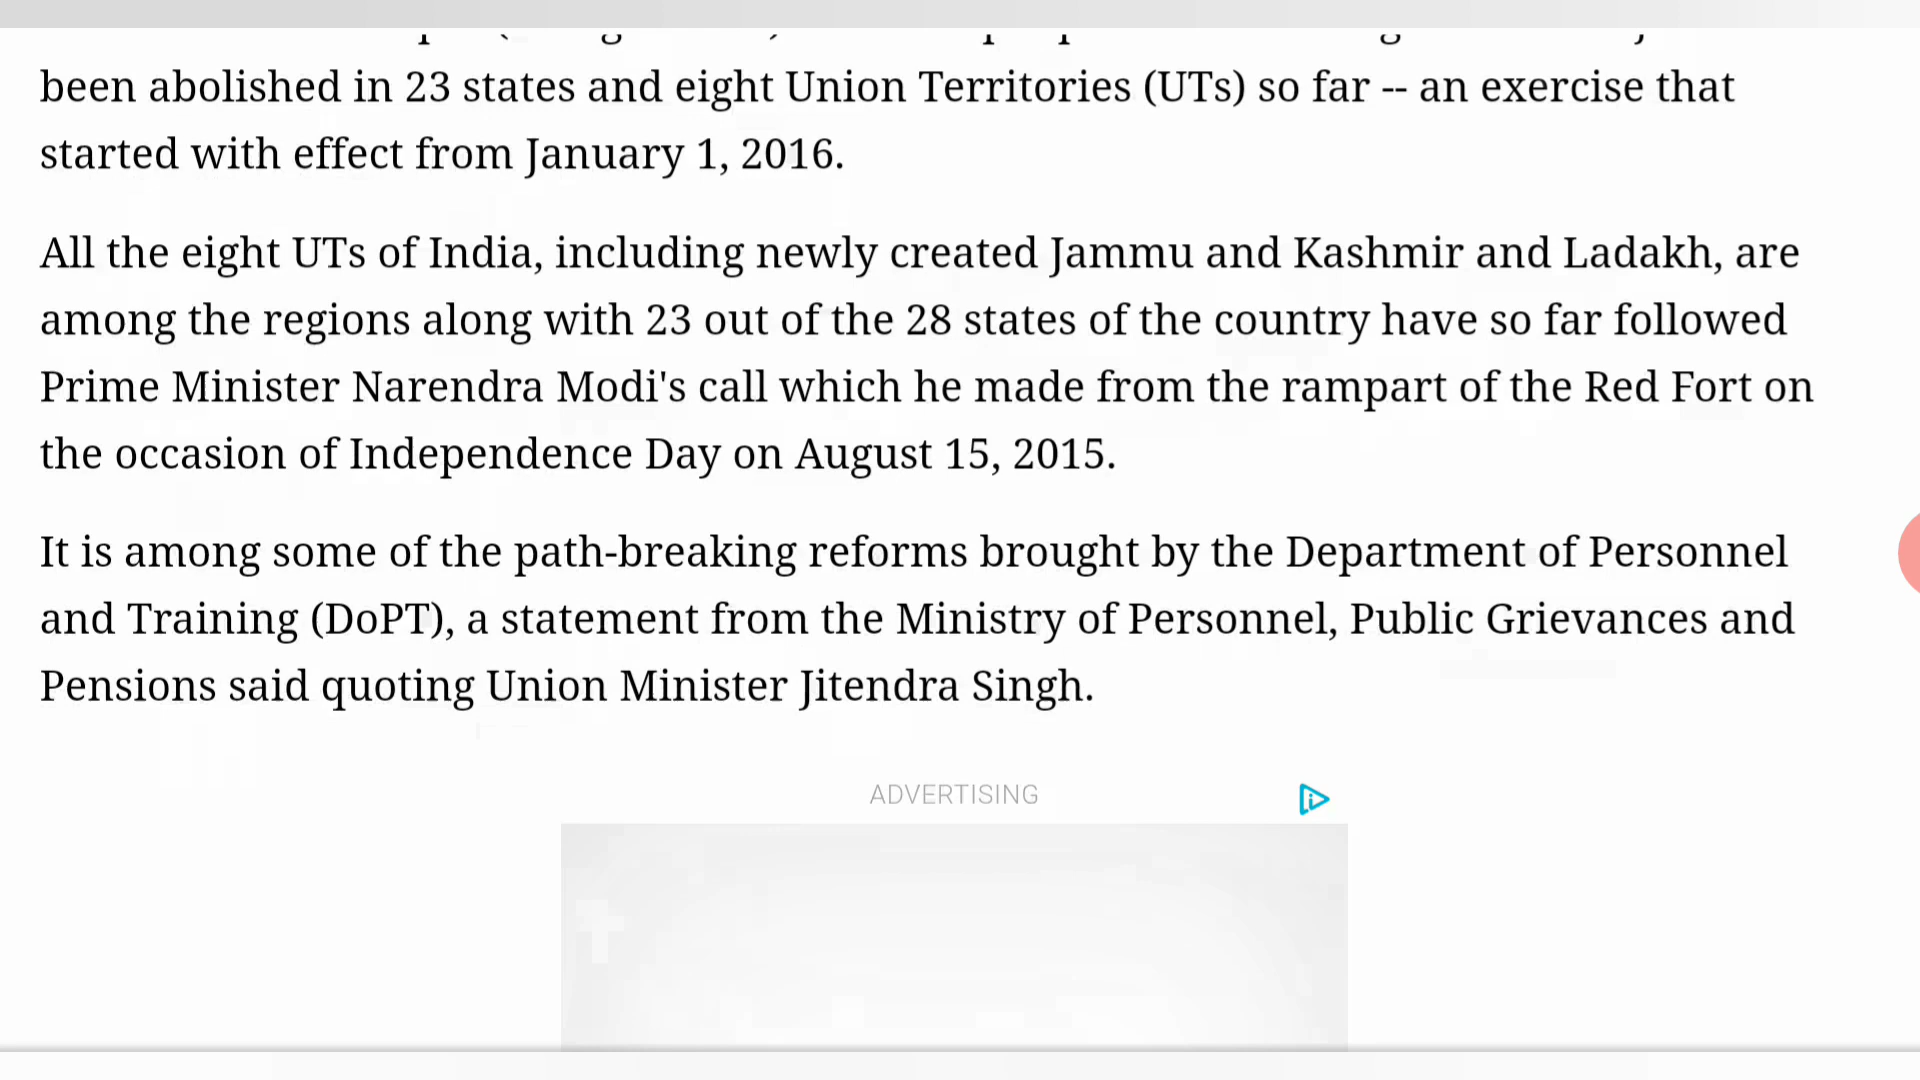 been abolished in 23 states and eight Union Territories (UTs) so far -- an exercise that
started with effect from January 1, 2016.
All the eight UTs of India, including newly created Jammu and Kashmir and Ladakh, are
among the regions along with 23 out of the 28 states of the country have so far followed
Prime Minister Narendra Modi's call which he made from the rampart of the Red Fort on
the occasion of Independence Day on August 15, 2015.
It is among some of the path-breaking reforms brought by the Department of Personnel
and Training (DoPT), a statement from the Ministry of Personnel, Public Grievances and
Pensions said quoting Union Minister Jitendra Singh.
ADVERTISING